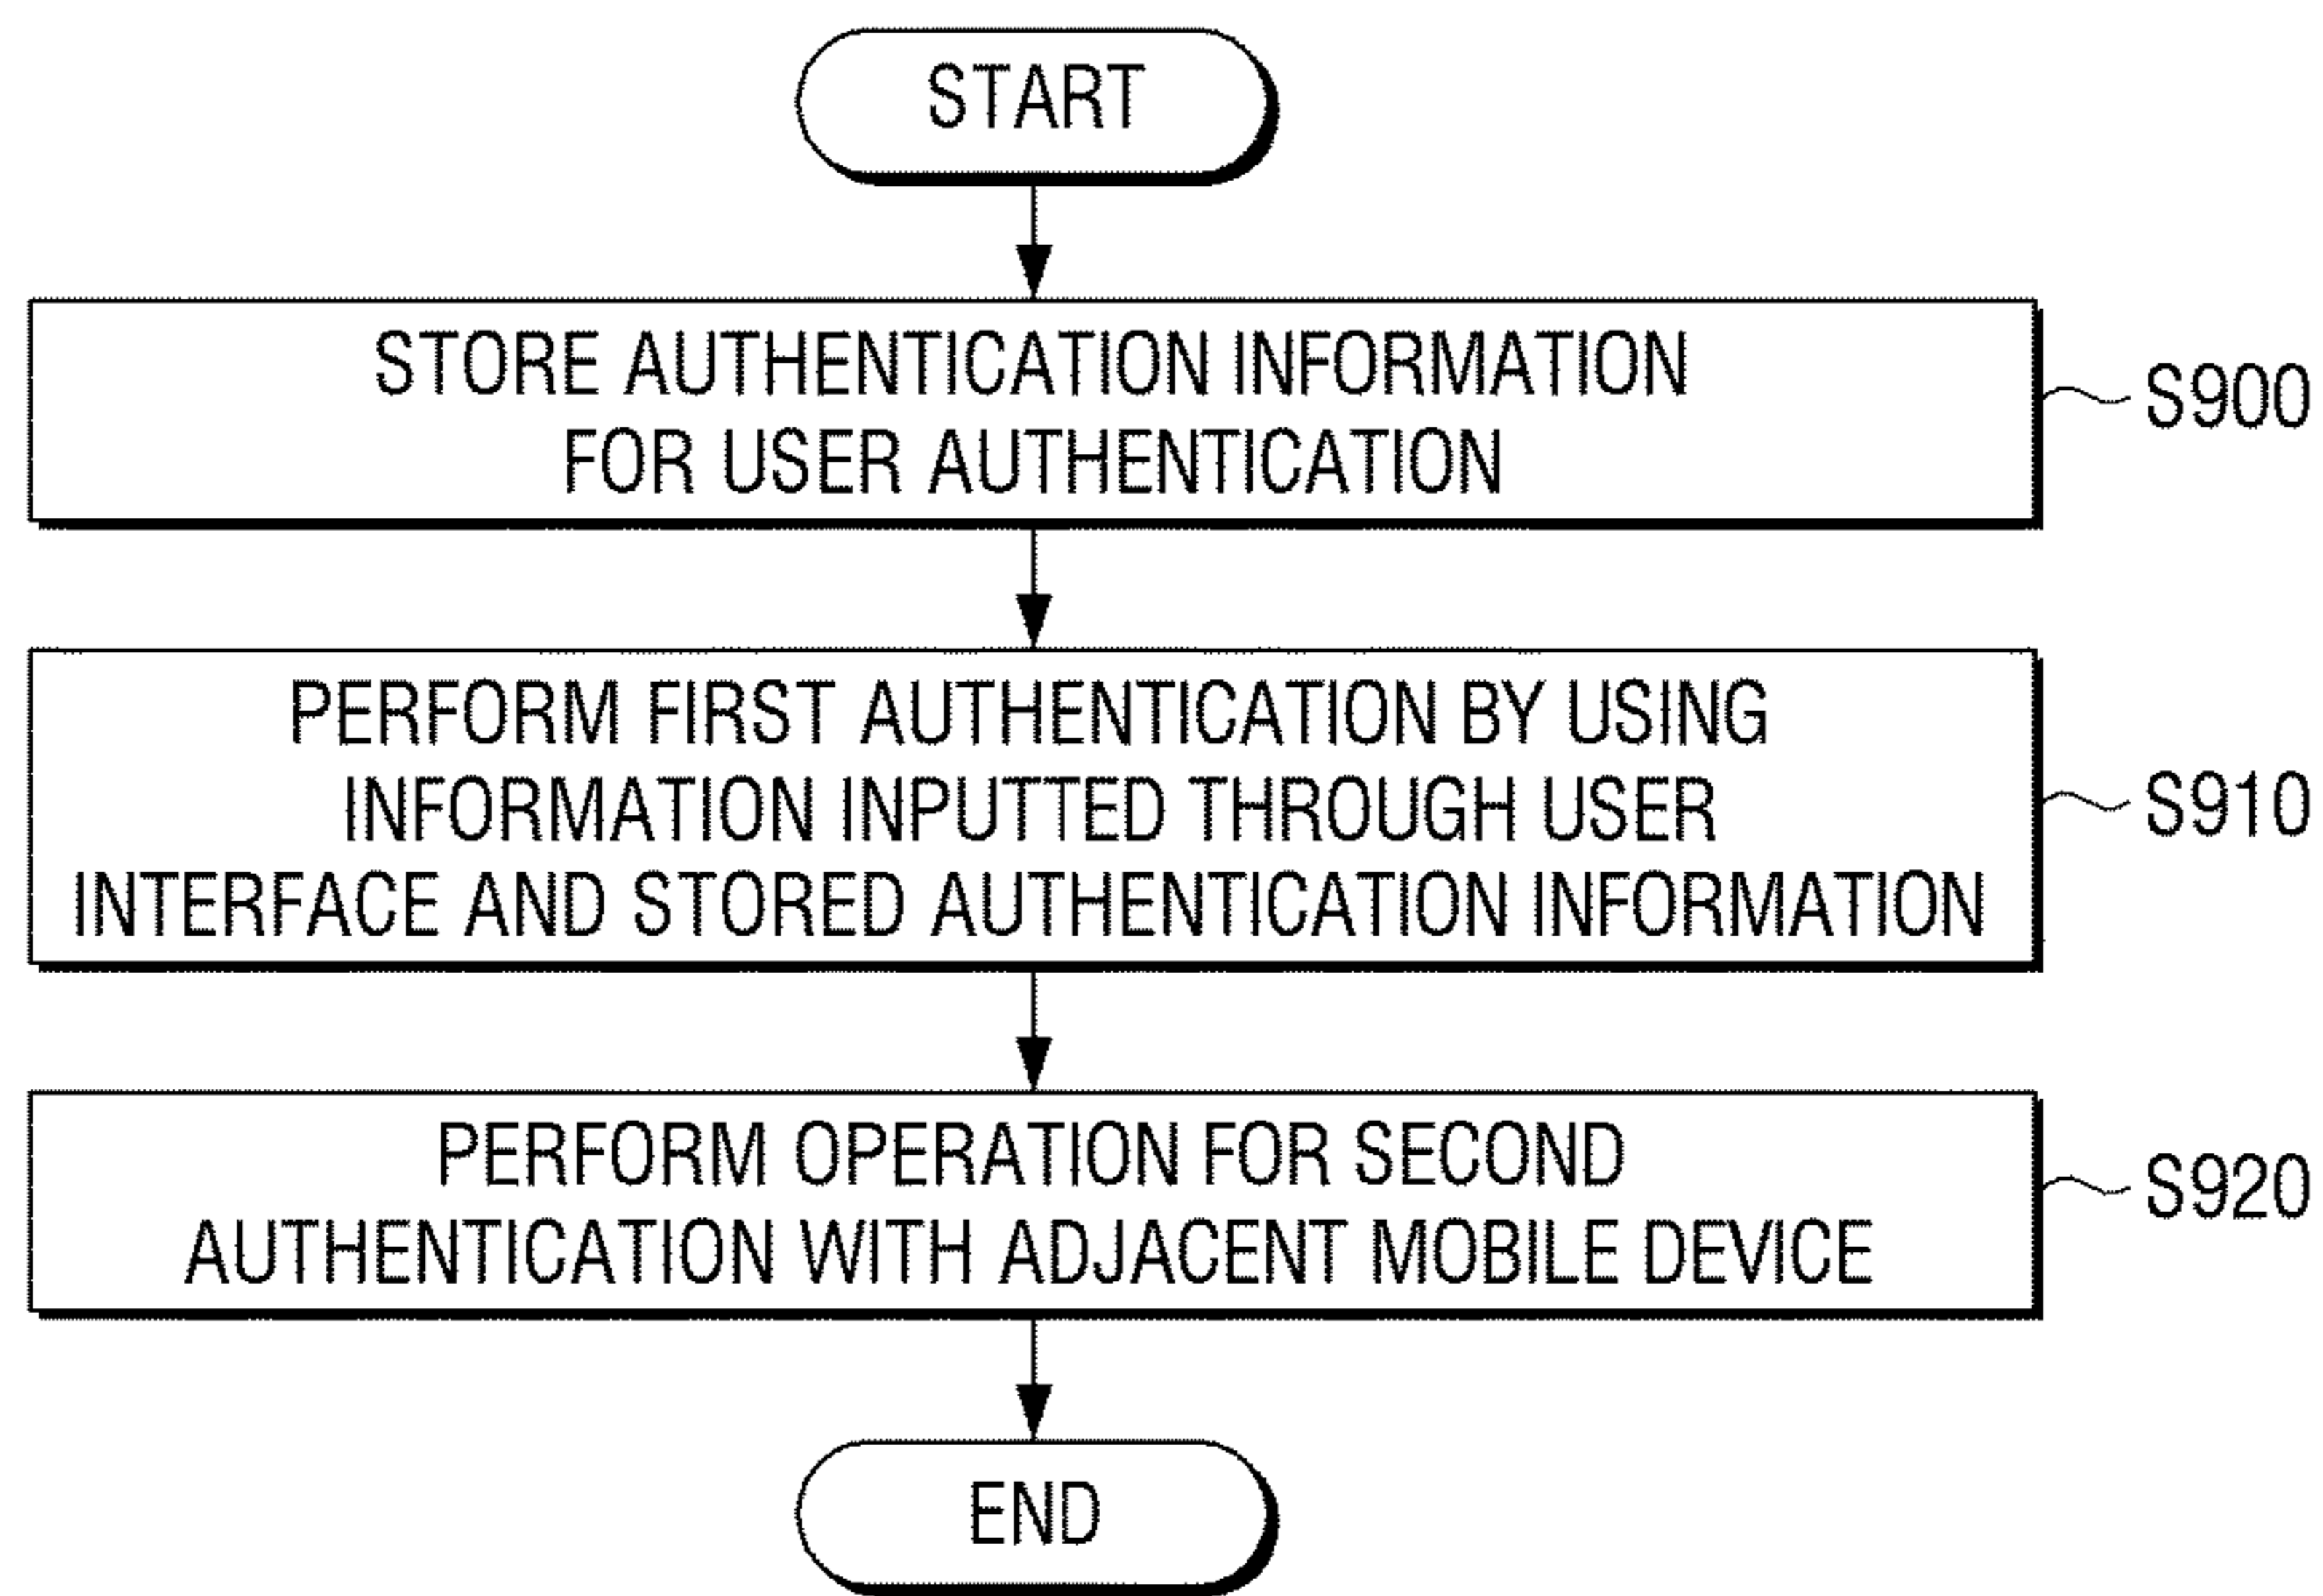 START
STORE AUTHENTICATION INFORMATION
FOR USER AUTHENTICATION
S900
PERFORM FIRST AUTHENTICATION BY USING
INFORMATION INPUTTED THROUGH USER
INTERFACE AND STORED AUTHENTICATION INFORMATION
S910
PERFORM OPERATION FOR SECOND
AUTHENTICATION WITH ADJACENT MOBILE DEVICE
S920
END